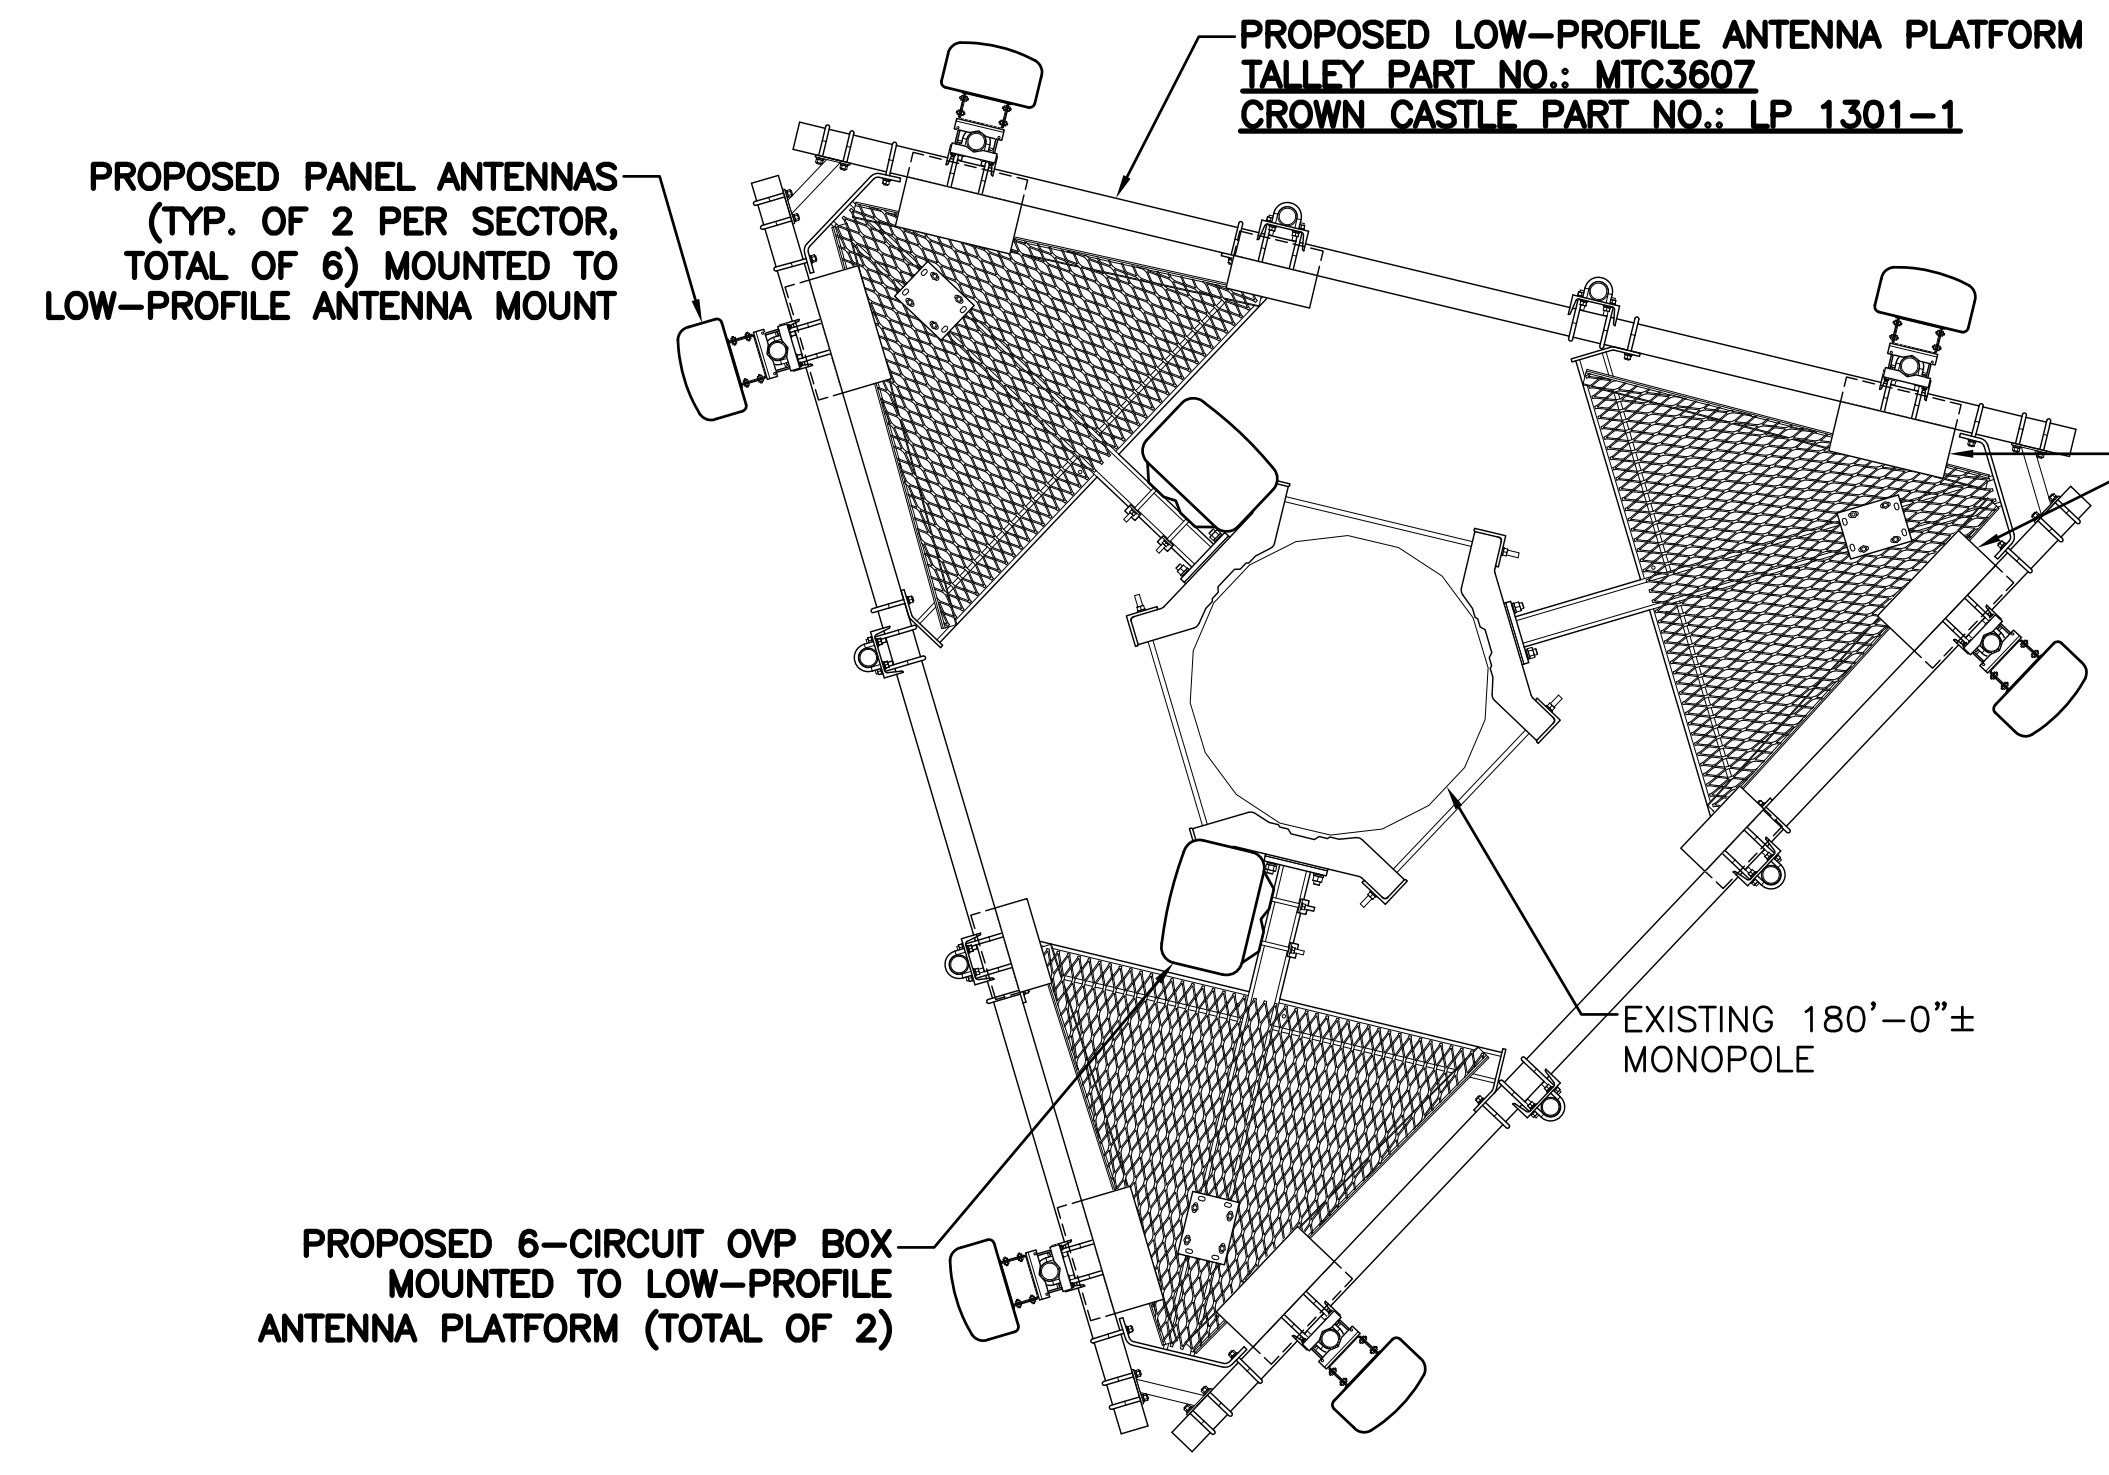 PROPOSED LOW-PROFILE ANTENNA PLATFORM
TALLEY PART NO.: MTC3607
CROWN CASTLE PART NO.: LP 1301-1
PROPOSED PANEL ANTENNAS
(TYP. OF 2 PER SECTOR,
TOTAL OF 6) MOUNTED TO
LOW-PROFILE ANTENNA MOUNT
EXISTING 180'-0"±
MONOPOLE
PROPOSED 6-CIRCUIT OVP BOX
MOUNTED TO LOW-PROFILE
ANTENNA PLATFORM (TOTAL OF 2)